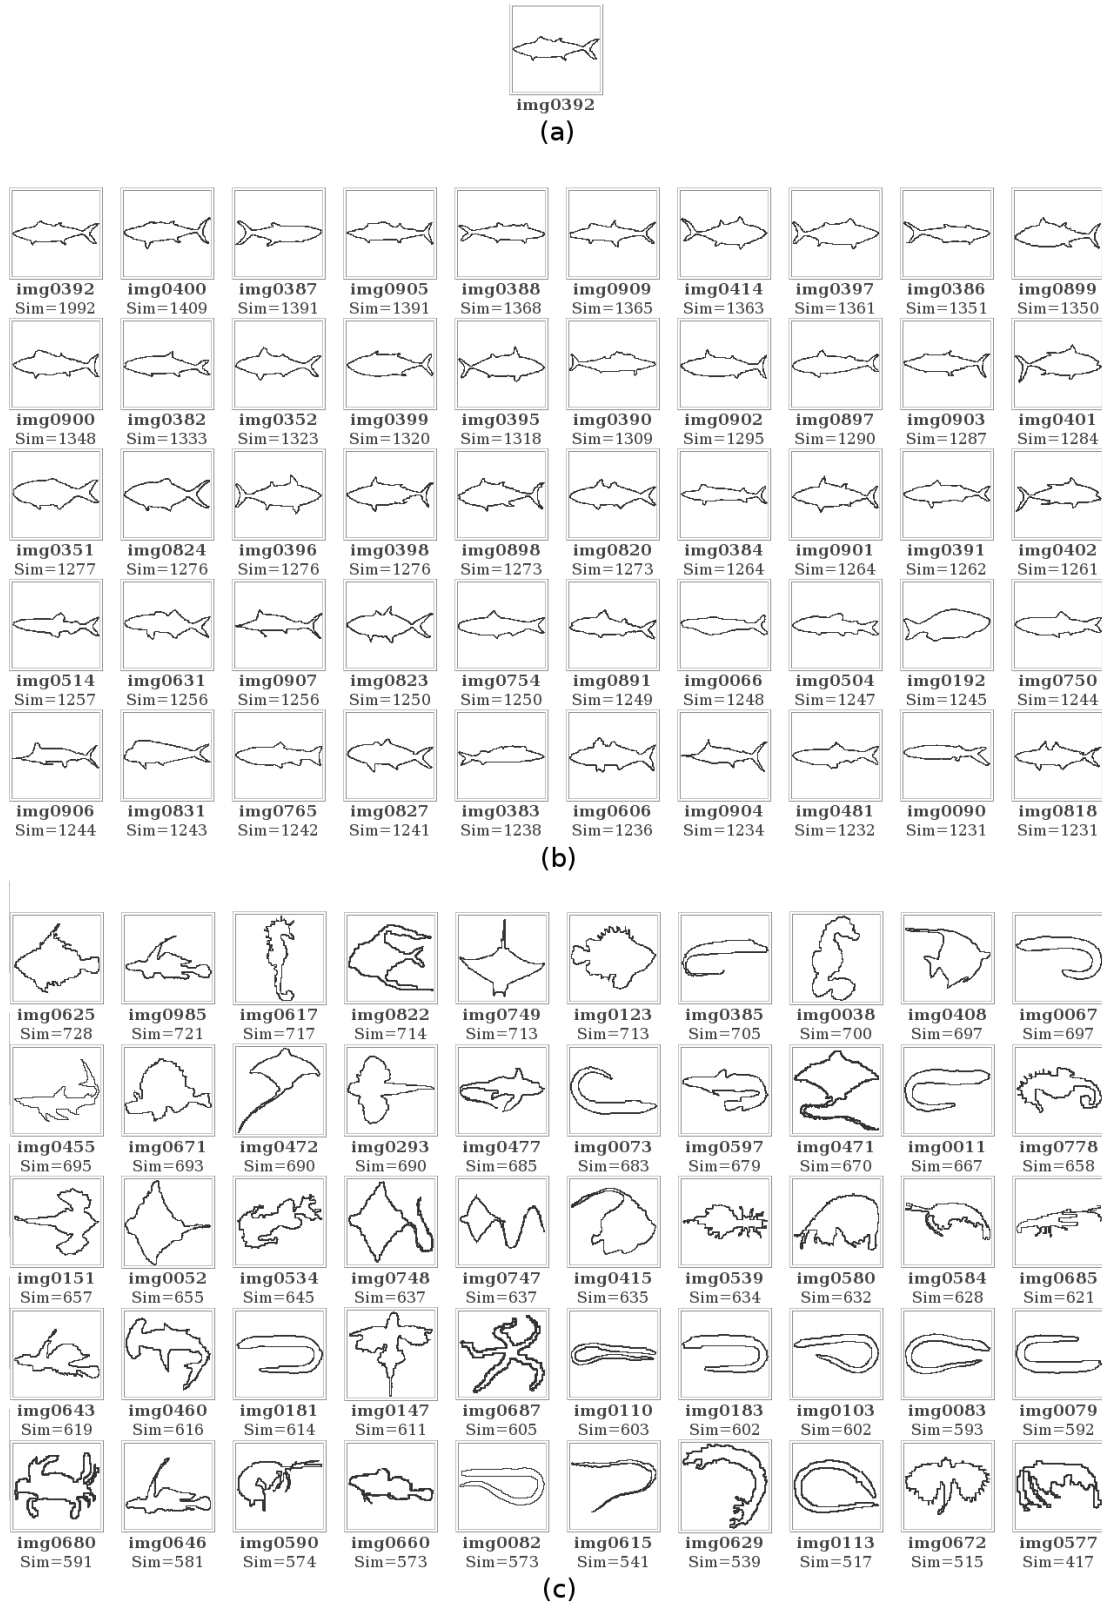 img0392
(a)
img0392 img0400 img0387 img0905 img0388 img0909 img0414 img0397 img0386 img0899
Sim=1992 Sim=1409 Sim=1391 Sim=1391 Sim=1368 Sim=1365 Sim=1363 Sim=1361 Sim=1351 Sim=1350
img0900 img0382 img0352 img0399 img0395 img0390 img0902 img0897 img0903 img0401
Sim=1348 Sim=1333 Sim=1323 Sim=1320 Sim=1318 Sim=1309 Sim=1295 Sim=1290 Sim=1287 Sim=1284
img0351 img0824 img0396 img0398 img0898 img0820 img0384 img0901 img0391 img0402
Sim=1277 Sim=1276 Sim=1276 Sim=1276 Sim=1273 Sim=1273 Sim=1264 Sim=1264 Sim=1262 Sim=1261
img0514 img0631 img0907 img0823 img0754 img0891 img0066 img0504 img0192 img0750
Sim=1257 Sim=1256 Sim=1256 Sim=1250 Sim=1250 Sim=1249 Sim=1248 Sim=1247 Sim=1245 Sim=1244
img0906 img0831 img0765 img0827 img0383 img0606 img0904 img0481 img0090 img0818
Sim=1244 Sim=1243 Sim=1242 Sim=1241 Sim=1238 Sim=1236 Sim=1234 Sim=1232 Sim=1231 Sim=1231
(b)
img0625 img0985 img0617 img0822 img0749 img0123 img0385 img0038 img0408 img0067
Sim=728 Sim=721 Sim=717 Sim=714 Sim=713 Sim=713 Sim=705 Sim=700 Sim=697 Sim=697
img0455 img0671 img0472 img0293 img0477 img0073 img0597 img0471 img0011 img0778
Sim=695 Sim=693 Sim=690 Sim=690 Sim=685 Sim=683 Sim=679 Sim=670 Sim=667 Sim=658
img0151 img0052 img0534 img0748 img0747 img0415 img0539 img0580 img0584 img0685
Sim=657 Sim=655 Sim=645 Sim=637 Sim=637 Sim=635 Sim=634 Sim=632 Sim=628 Sim=621
img0643 img0460 img0181 img0147 img0687 img0110 img0183 img0103 img0083 img0079
Sim=619 Sim=616 Sim=614 Sim=611 Sim=605 Sim=603 Sim=602 Sim=602 Sim=593 Sim=592
img0680 img0646 img0590 img0660 img0082 img0615 img0629 img0113 img0672 img0577
Sim=591 Sim=581 Sim=574 Sim=573 Sim=573 Sim=541 Sim=539 Sim=517 Sim=515 Sim=417
(c)